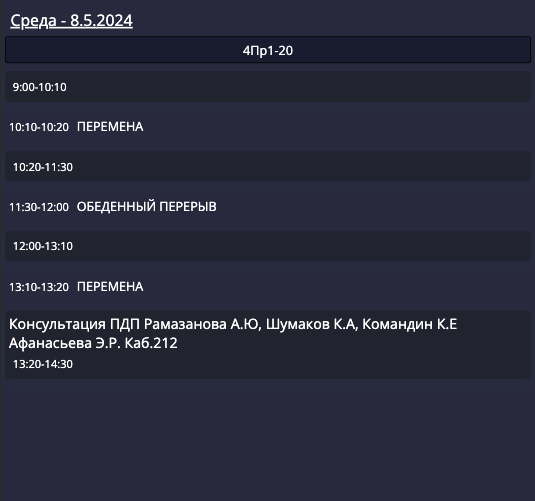 Среда - 8.5.2024
4Пр1-20
9:00-10:10
10:10-10:20 ПЕРЕМЕНА
10:20-11:30
11:30-12:00 ОБЕДЕННЫЙ ПЕРЕРЫВ
12:00-13:10
13:10-13:20 ПЕРЕМЕНА
Консультация ПДП Рамазанова А.Ю, Шумаков К.А, Командин К.Е
Афанасьева Э.Р. Каб.212
13:20-14:30